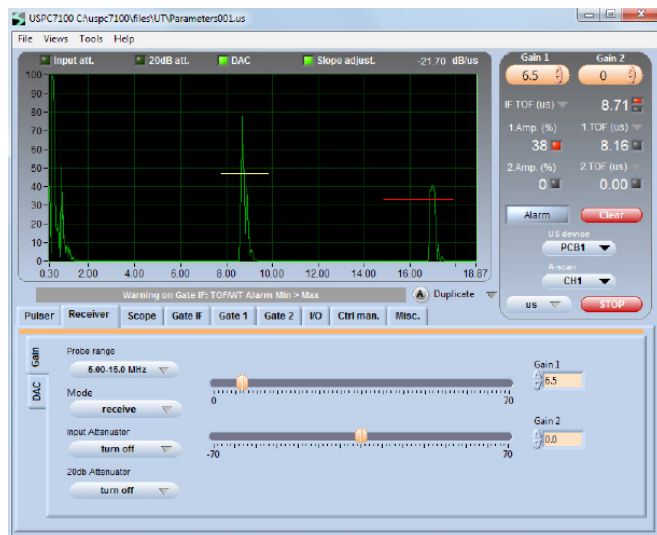 USPC7100 C:\uspc7100\files\UT\Parameters001.us
File Views Tools Help
Input att. 20dB att. DAC Slope adjust. -21.70 dB/us
100
90
80
70
60
50
40
30
20
10
0
0.30 2.00 4.00 6.00 8.00 10.00 12.00 14.00 16.00 18.87
Warning on Gate IF: TOF/WT Alarm Min > Max
A Duplicate
Gain 1 Gain 2
6.5 0
IF.TOF (us) 8.71
1.Amp. (%) 1.TOF (us)
38 8.16
2.Amp. (%) 2.TOF (us)
0 0.00
Alarm Clear
US device
PCB1
A-scan
CH1
us STOP
Pulser Receiver Scope Gate IF Gate 1 Gate 2 I/O Ctrl man. Misc.
Gain
DAC
Probe range
5.00-15.0 MHz
Mode
receive
Input Attenuator
turn off
20db Attenuator
turn off
0 70
Gain 1
6.5
-70 70
Gain 2
0.0